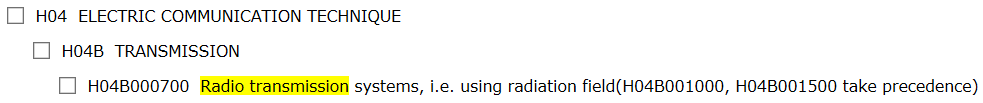 H04 ELECTRIC COMMUNICATION TECHNIQUE
H04B TRANSMISSION
H04B000700 Radio transmission systems, i.e. using radiation field(H04B001000, H04B001500 take precedence)